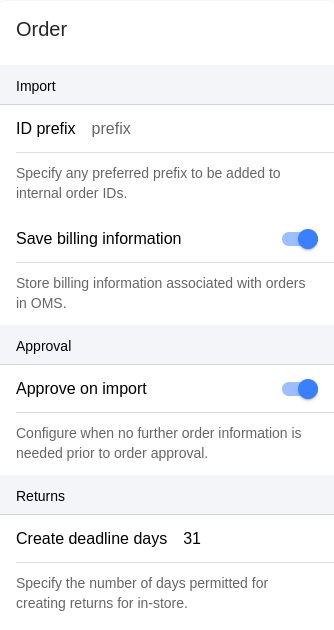 Order
Import
ID prefix prefix
Specify any preferred prefix to be added to
internal order IDs.
Save billing information
Store billing information associated with orders
in OMS.
Approval
Approve on import
Configure when no further order information is
needed prior to order approval.
Returns
Create deadline days 31
Specify the number of days permitted for
creating returns for in-store.